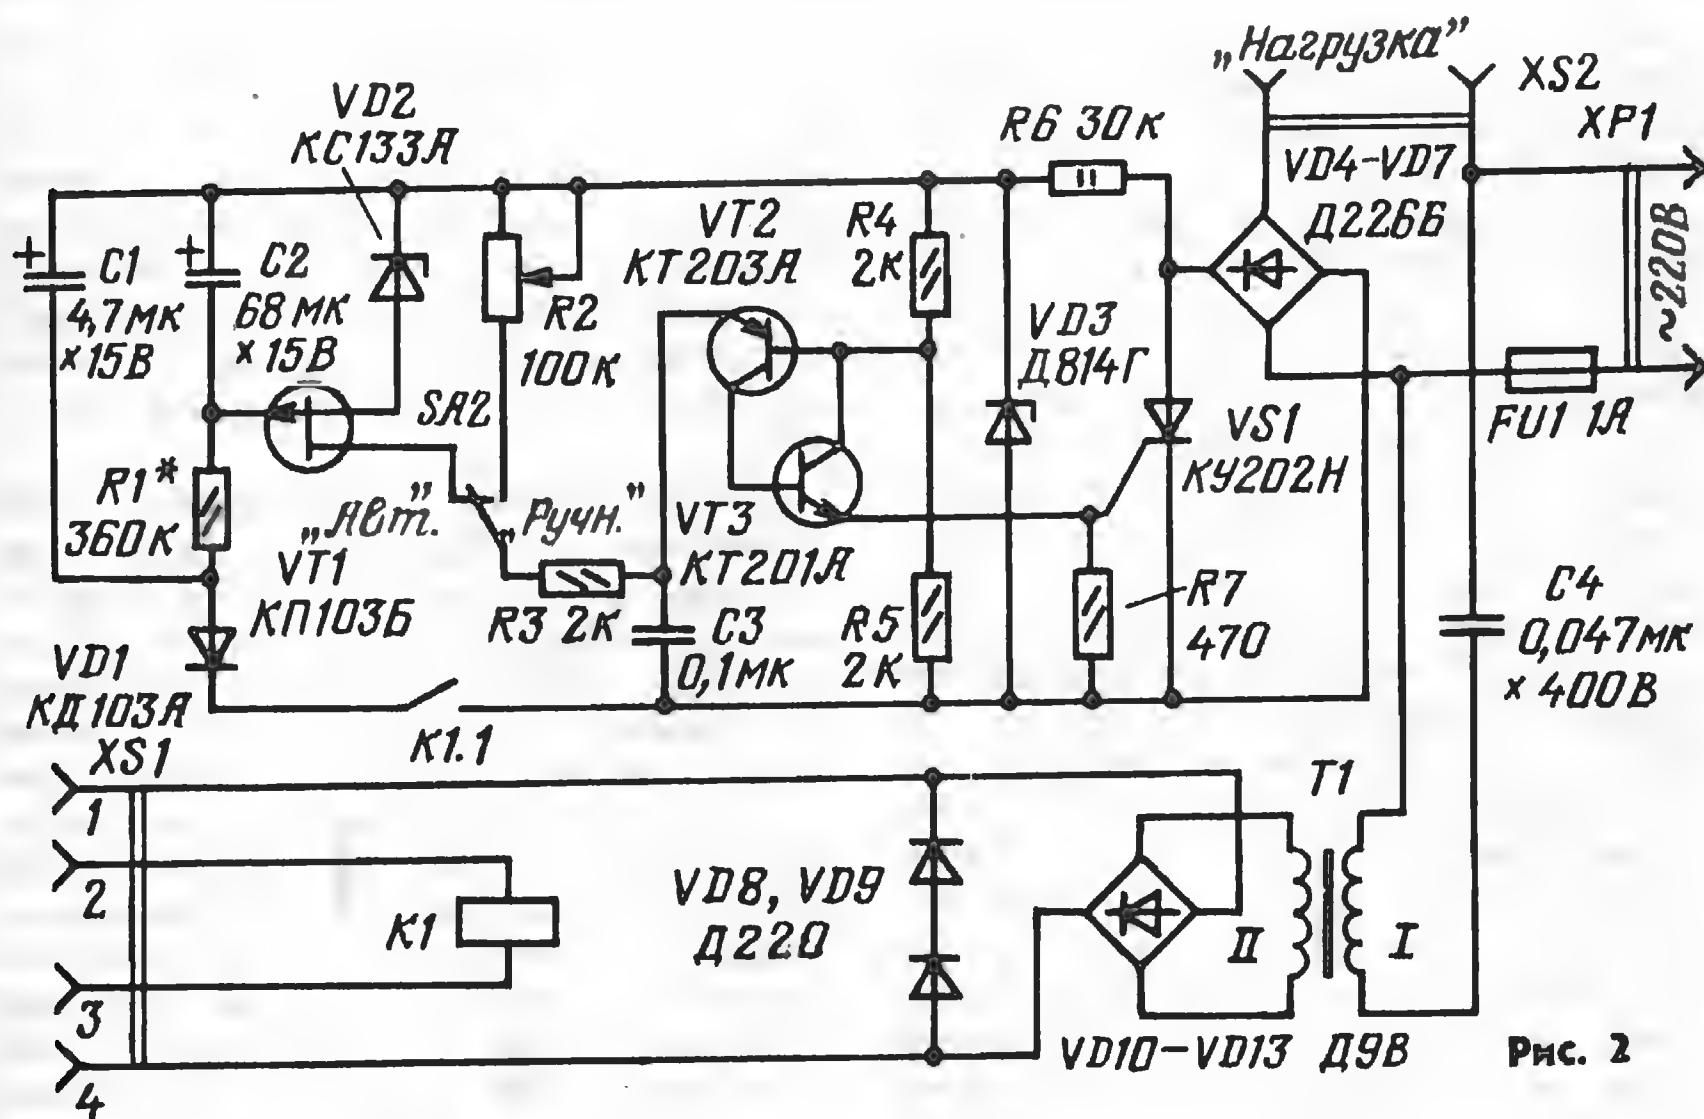 „Нагрузка”
XS2
XP1
VD2
КС133А
R6 30к
VD4-VD7
Д226Б
~220В
VT2
КТ203А
R4
2к
C1
4,7мк
×15В
C2
68 мк
×15В
R2
100к
VD3
Д814Г
SA2
VS1
КУ202Н
FU1 1А
R1*
360к
„Авт.”
„Ручн.”
VT1
КП103Б
VT3
КТ201А
R3 2к
C3
0,1мк
R5
2к
R7
470
C4
0,047мк
×400В
VD1
КД103А
K1.1
XS1
1
2
3
4
K1
VD8, VD9
Д220
T1
II
I
VD10-VD13 Д9В
Рис. 2